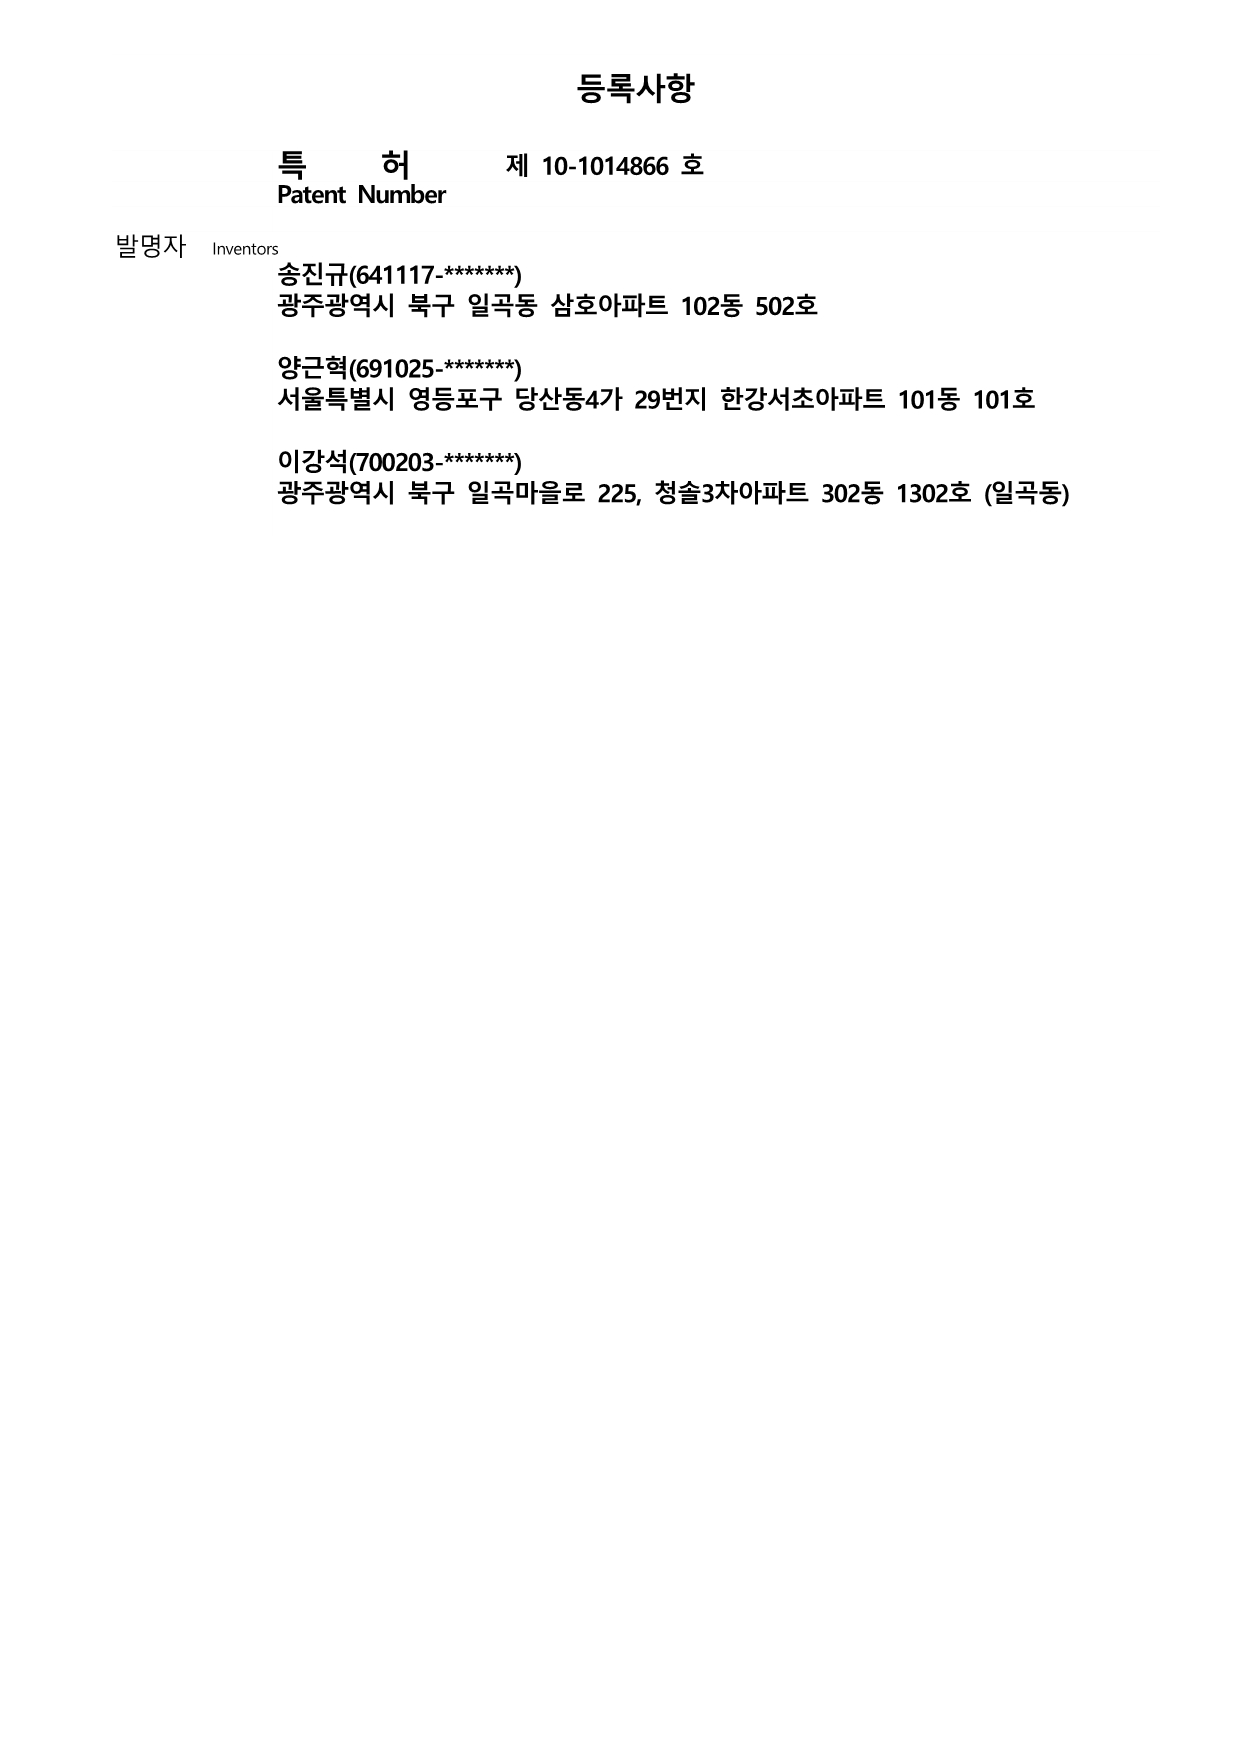 등록사항
특 허 제 10-1014866 호
Patent Number
발명자 Inventors
송진규(641117-*******)
광주광역시 북구 일곡동 삼호아파트 102동 502호
양근혁(691025-*******)
서울특별시 영등포구 당산동4가 29번지 한강서초아파트 101동 101호
이강석(700203-*******)
광주광역시 북구 일곡마을로 225, 청솔3차아파트 302동 1302호 (일곡동)